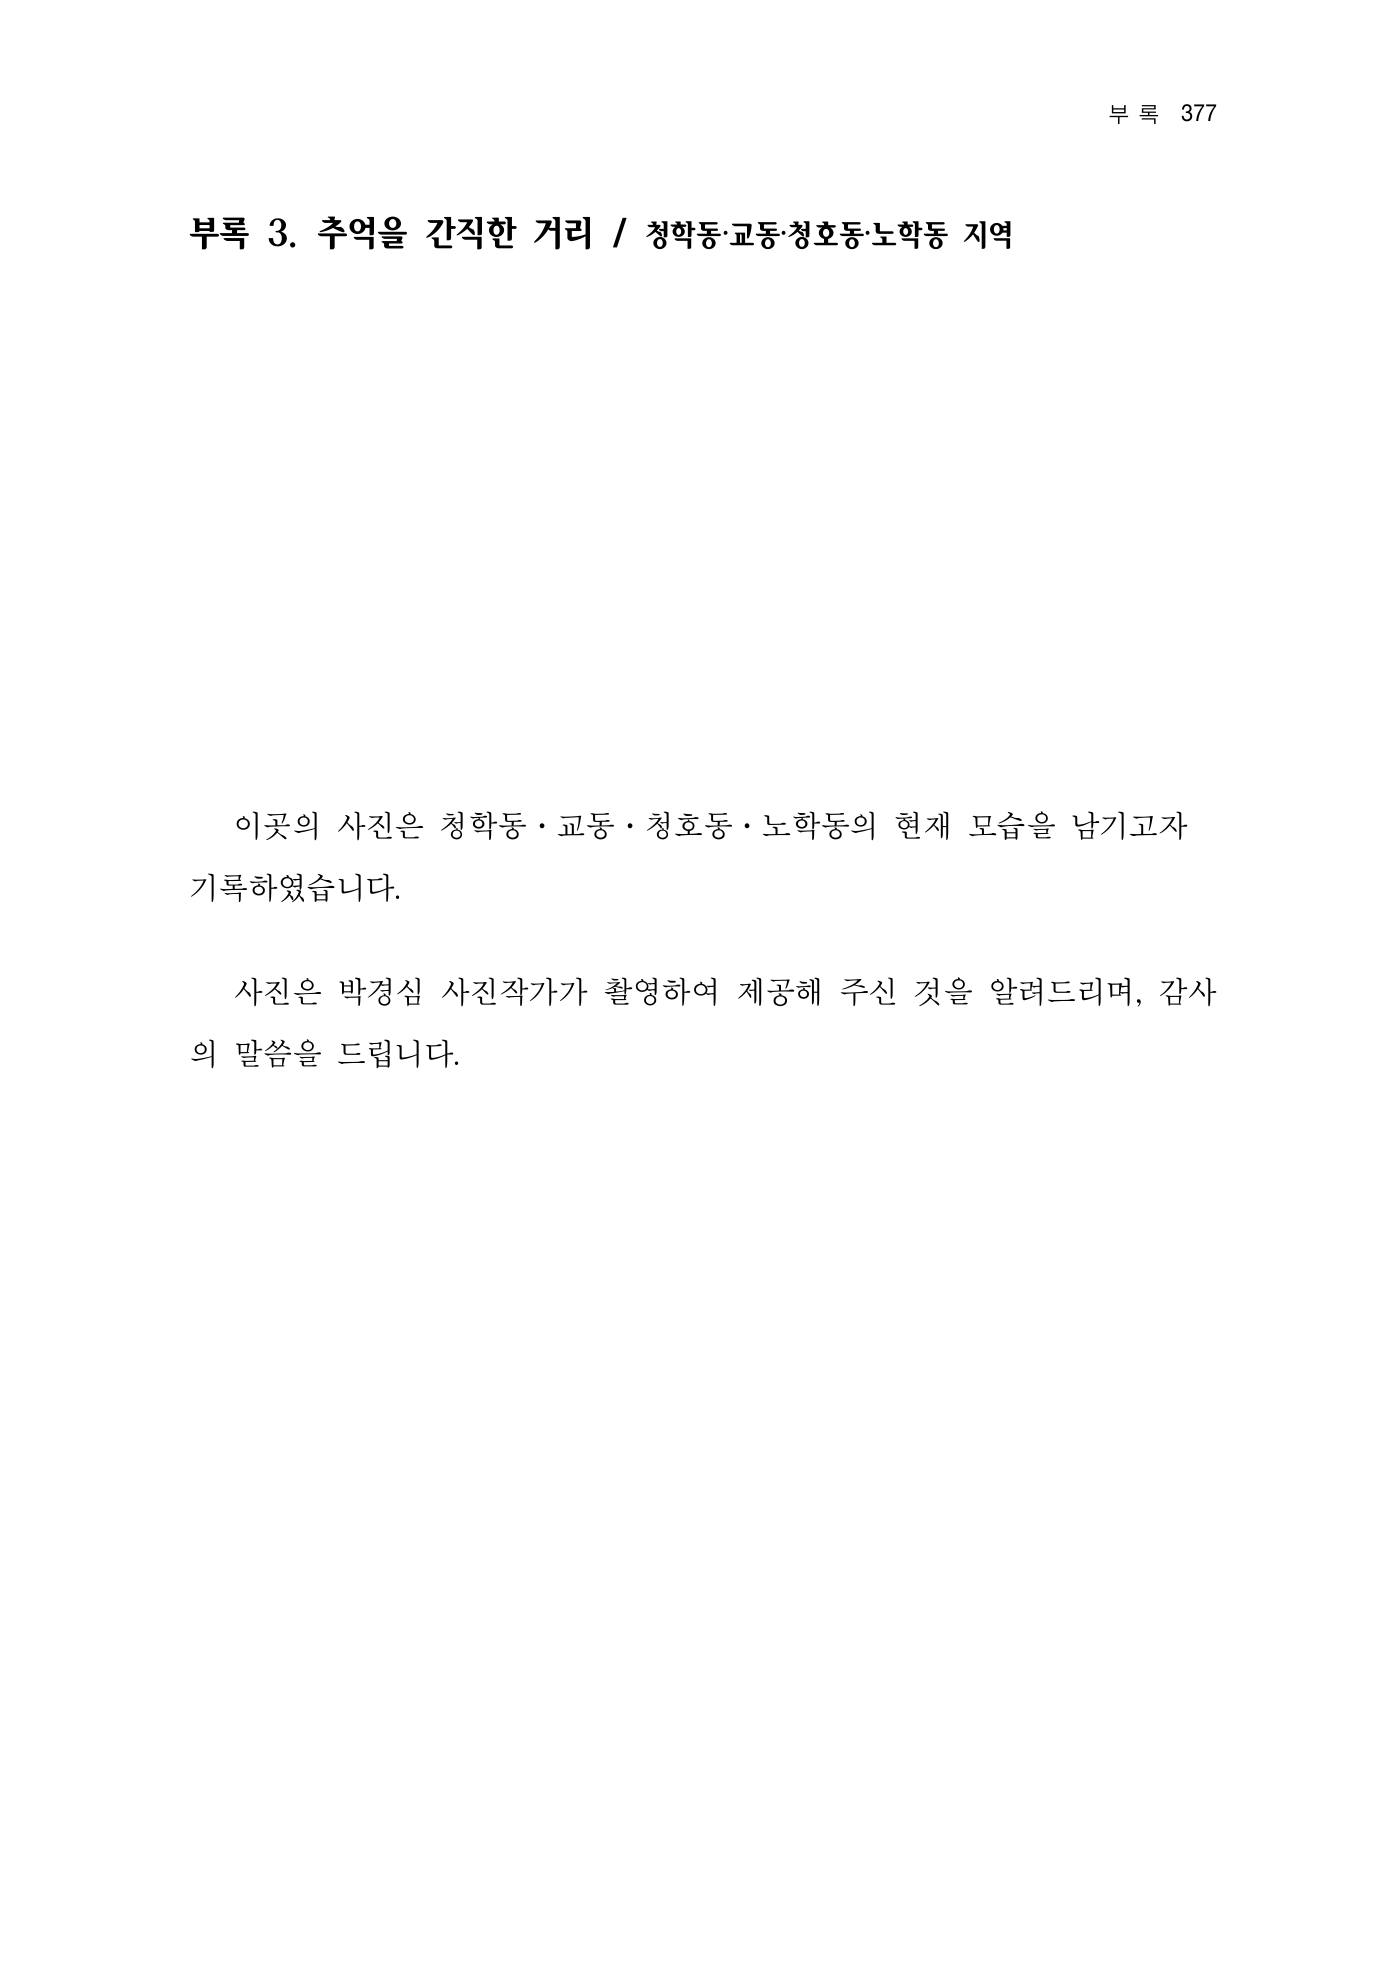 부 록 377
부록 3. 추억을 간직한 거리 / 청학동·교동·청호동·노학동 지역
이곳의 사진은 청학동·교동·청호동·노학동의 현재 모습을 남기고자
기록하였습니다.
사진은 박경심 사진작가가 촬영하여 제공해 주신 것을 알려드리며, 감사
의 말씀을 드립니다.